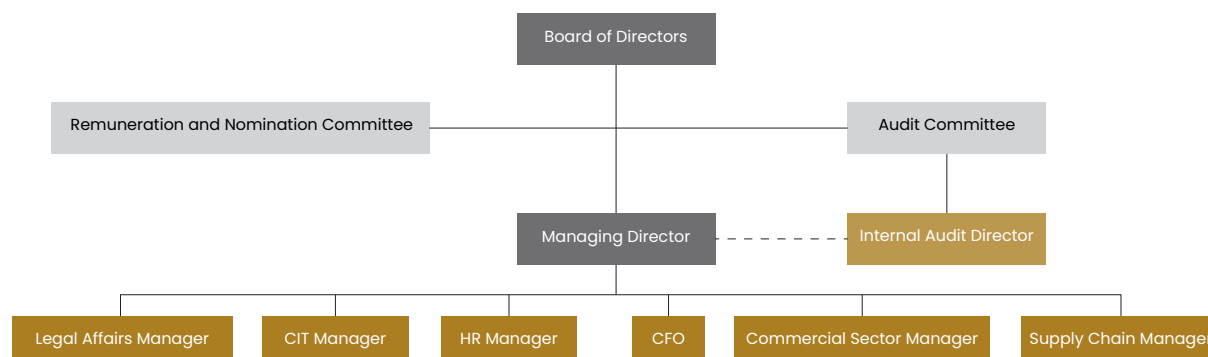 Board of Directors
Remuneration and Nomination Committee
Audit Committee
Managing Director
Internal Audit Director
Legal Affairs Manager
CIT Manager
HR Manager
CFO
Commercial Sector Manager
Supply Chain Manager